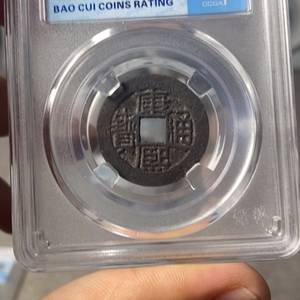 BAO CUI COINS RATING
康熙通寶